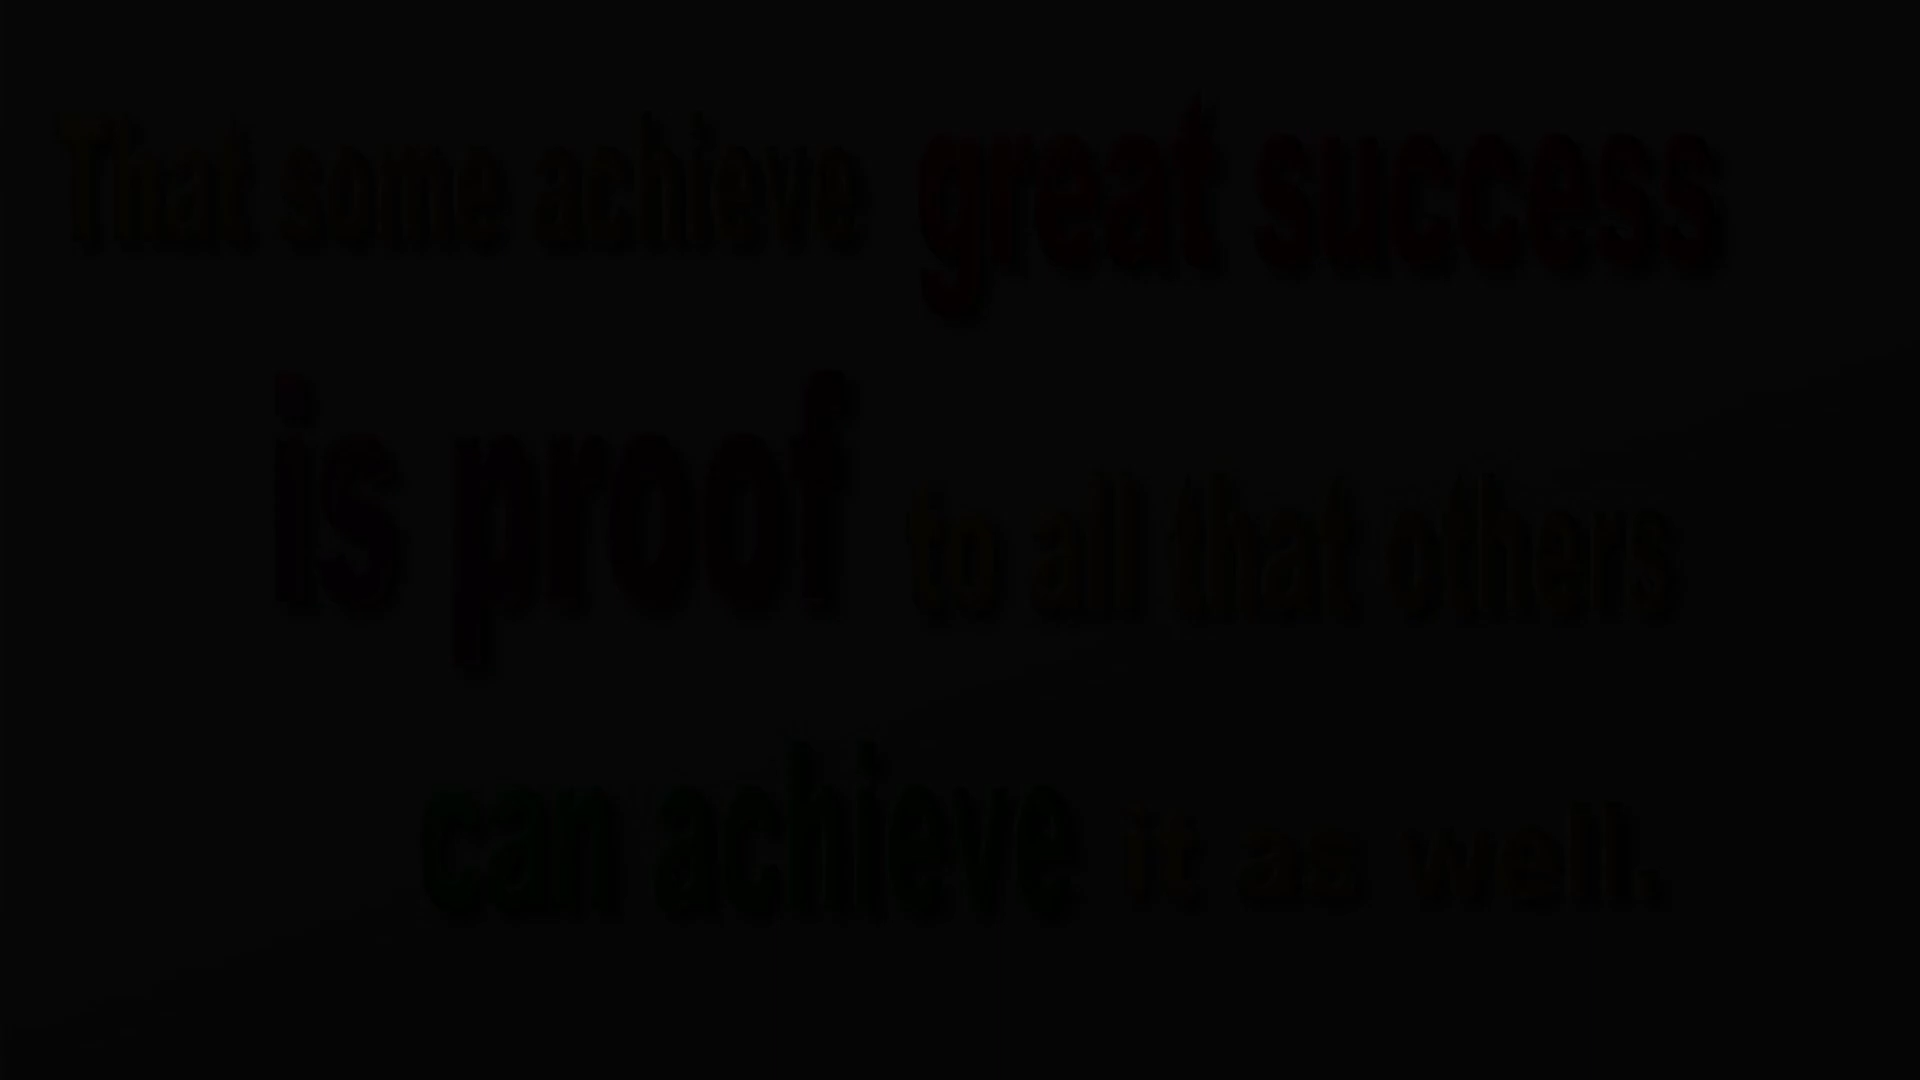 That some achieve great success
is proof to all that others
can achieve it as well.